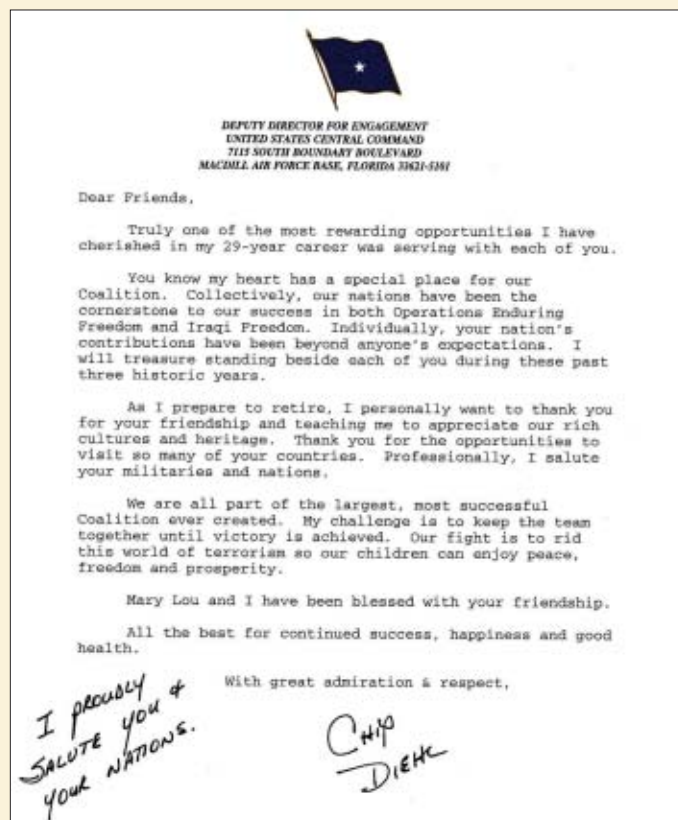 DEPUTY DIRECTOR FOR ENGAGEMENT
UNITED STATES CENTRAL COMMAND
7115 SOUTH BOUNDARY BOULEVARD
MACDILL AIR FORCE BASE, FLORIDA 33621-5101
Dear Friends,
Truly one of the most rewarding opportunities I have
cherished in my 29-year career was serving with each of you.
You know my heart has a special place for our
Coalition. Collectively, our nations have been the
cornerstone to our success in both Operations Enduring
Freedom and Iraqi Freedom. Individually, your nation's
contributions have been beyond anyone's expectations. I
will treasure standing beside each of you during these past
three historic years.
As I prepare to retire, I personally want to thank you
for your friendship and teaching me to appreciate our rich
cultures and heritage. Thank you for the opportunities to
visit so many of your countries. Professionally, I salute
your militaries and nations.
We are all part of the largest, most successful
Coalition ever created. My challenge is to keep the team
together until victory is achieved. Our fight is to rid
this world of terrorism so our children can enjoy peace,
freedom and prosperity.
Mary Lou and I have been blessed with your friendship.
All the best for continued success, happiness and good
health.
With great admiration & respect,
I PROUDLY
SALUTE YOU &
YOUR NATIONS.
CHIP
DIEHL